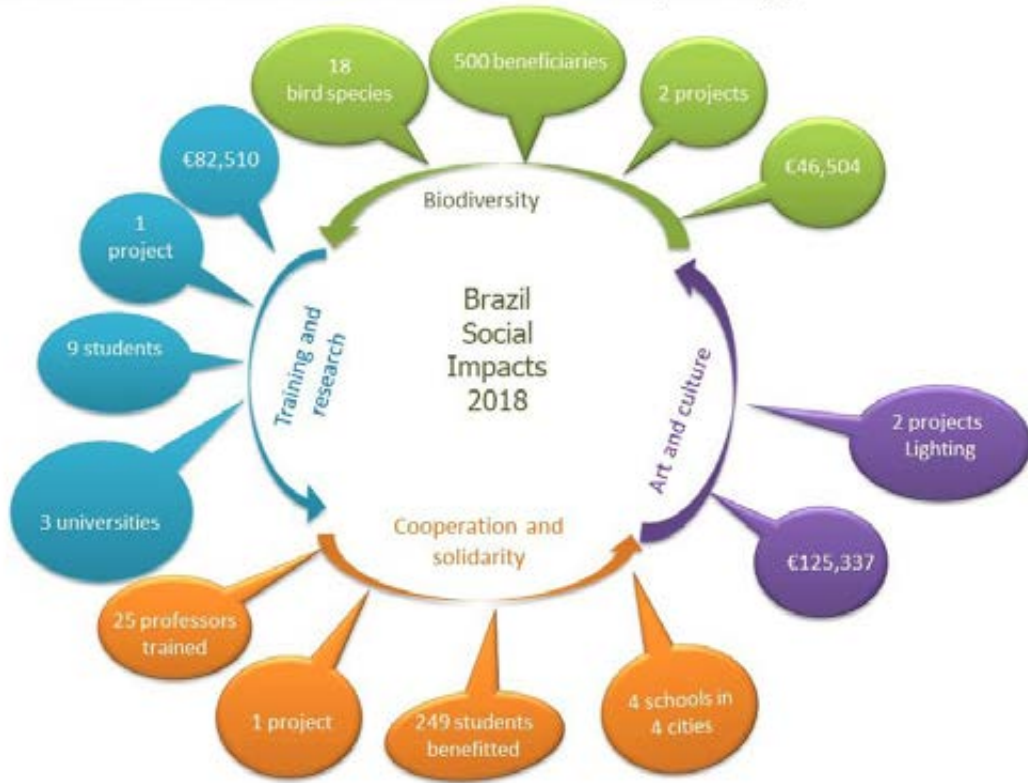 18
bird species
500 beneficiaries
2 projects
€46,504
Biodiversity
€82,510
1
project
9 students
3 universities
Training and
research
Brazil
Social
Impacts
2018
Art and culture
2 projects
Lighting
€125,337
Cooperation and
solidarity
25 professors
trained
1 project
249 students
benefitted
4 schools in
4 cities